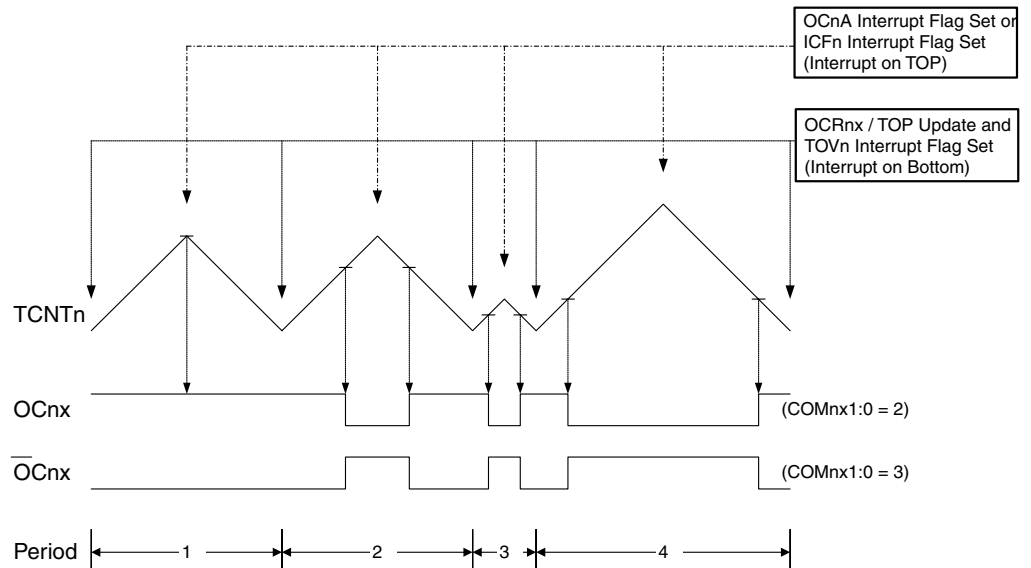 OCnA Interrupt Flag Set or
ICFn Interrupt Flag Set
(Interrupt on TOP)
OCRnx / TOP Update and
TOVn Interrupt Flag Set
(Interrupt on Bottom)
TCNTn
OCnx
(COMnx1:0 = 2)
OCnx
(COMnx1:0 = 3)
Period
1
2
3
4